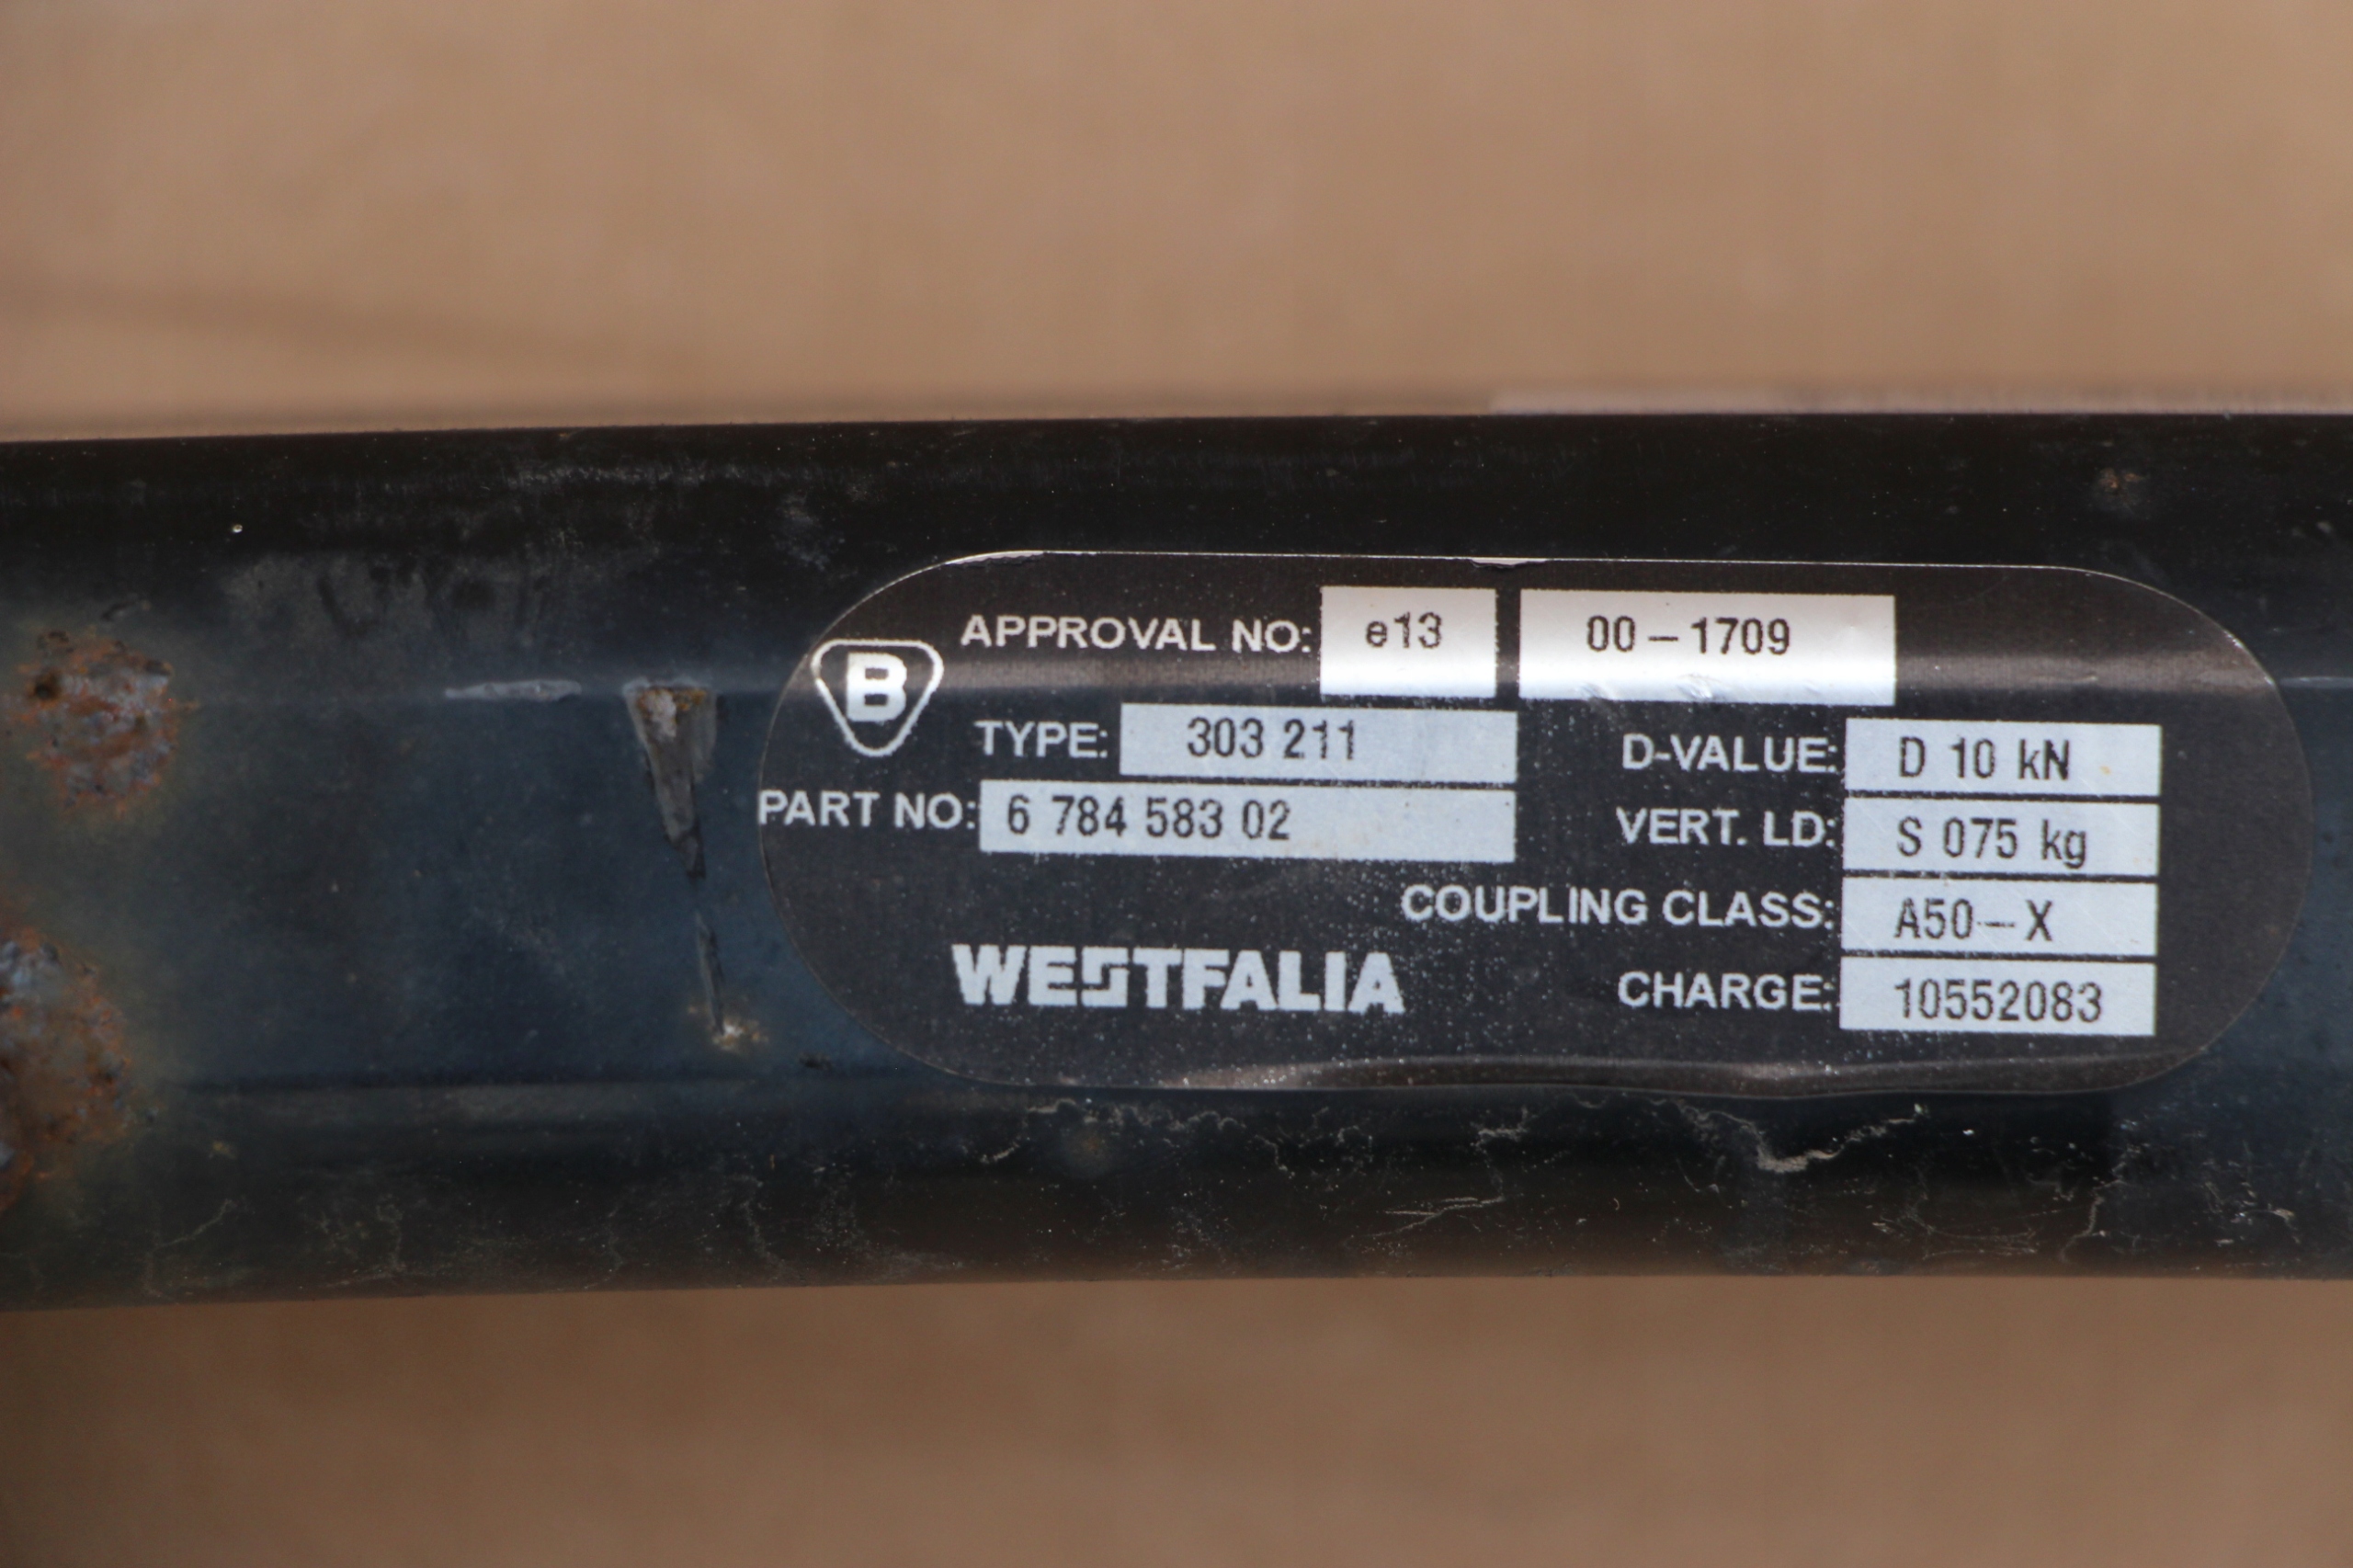 APPROVAL NO: e13 00-1709
B
TYPE: 303 211
PART NO: 6 784 583 02
D-VALUE: D 10 kN
VERT. LD: S 075 kg
COUPLING CLASS: A50-X
WESTFALIA
CHARGE: 10552083